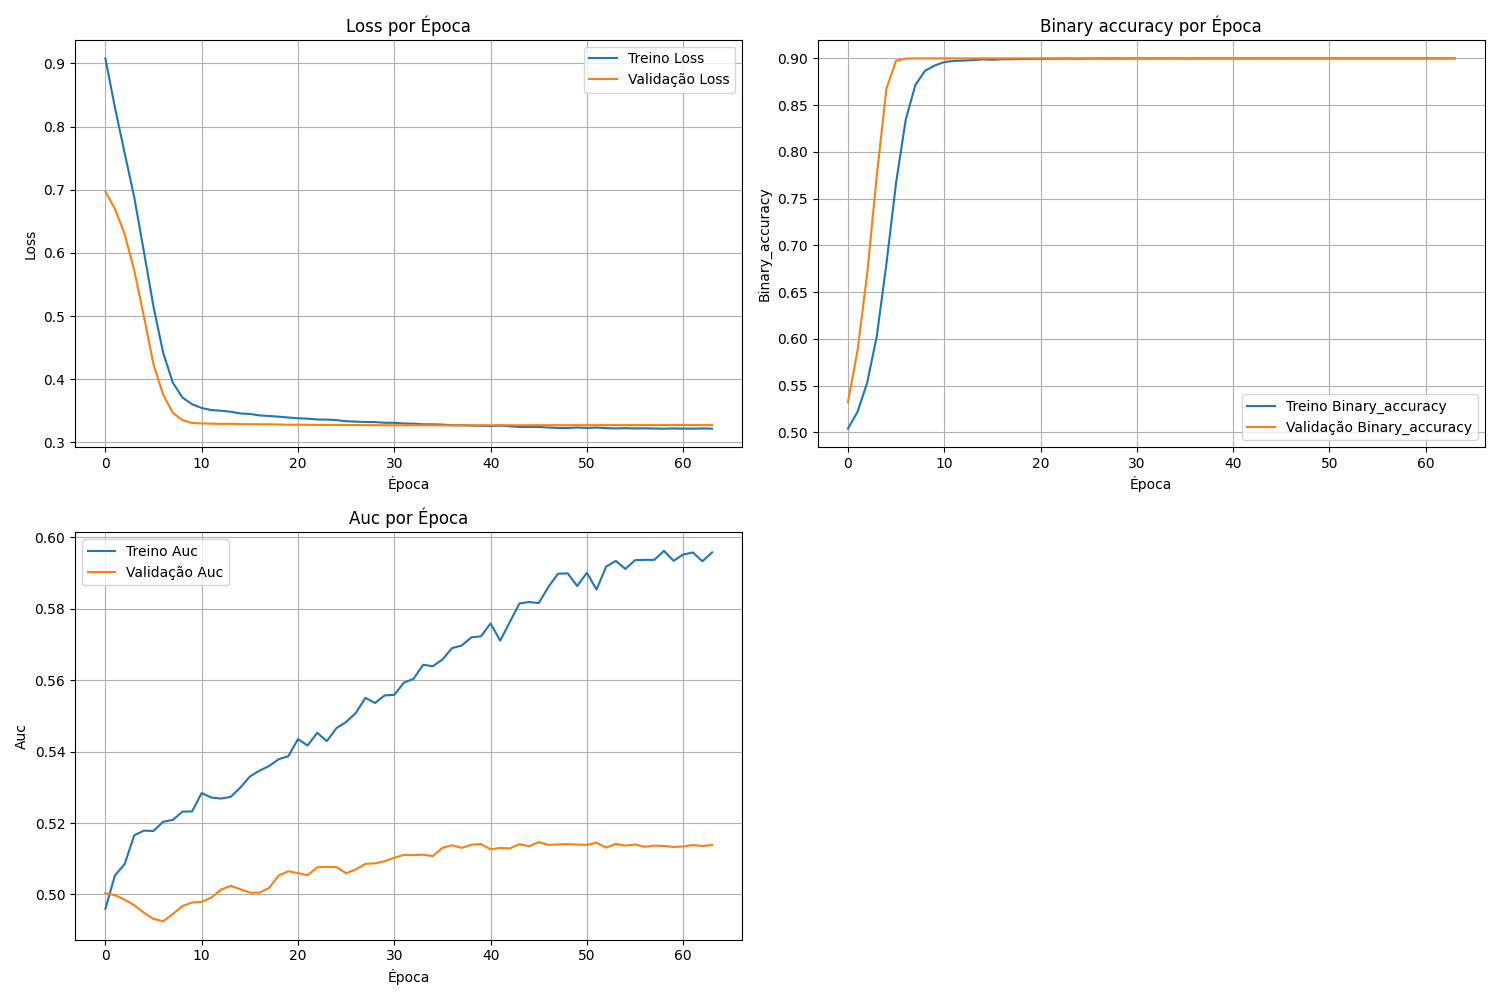 Loss por Época
Treino Loss
Validação Loss
Loss
0.9
0.8
0.7
0.6
0.5
0.4
0.3
0 10 20 30 40 50 60
Época
Binary accuracy por Época
Binary_accuracy
0.90
0.85
0.80
0.75
0.70
0.65
0.60
0.55
0.50
Treino Binary_accuracy
Validação Binary_accuracy
0 10 20 30 40 50 60
Época
Auc por Época
Treino Auc
Validação Auc
Auc
0.60
0.58
0.56
0.54
0.52
0.50
0 10 20 30 40 50 60
Época